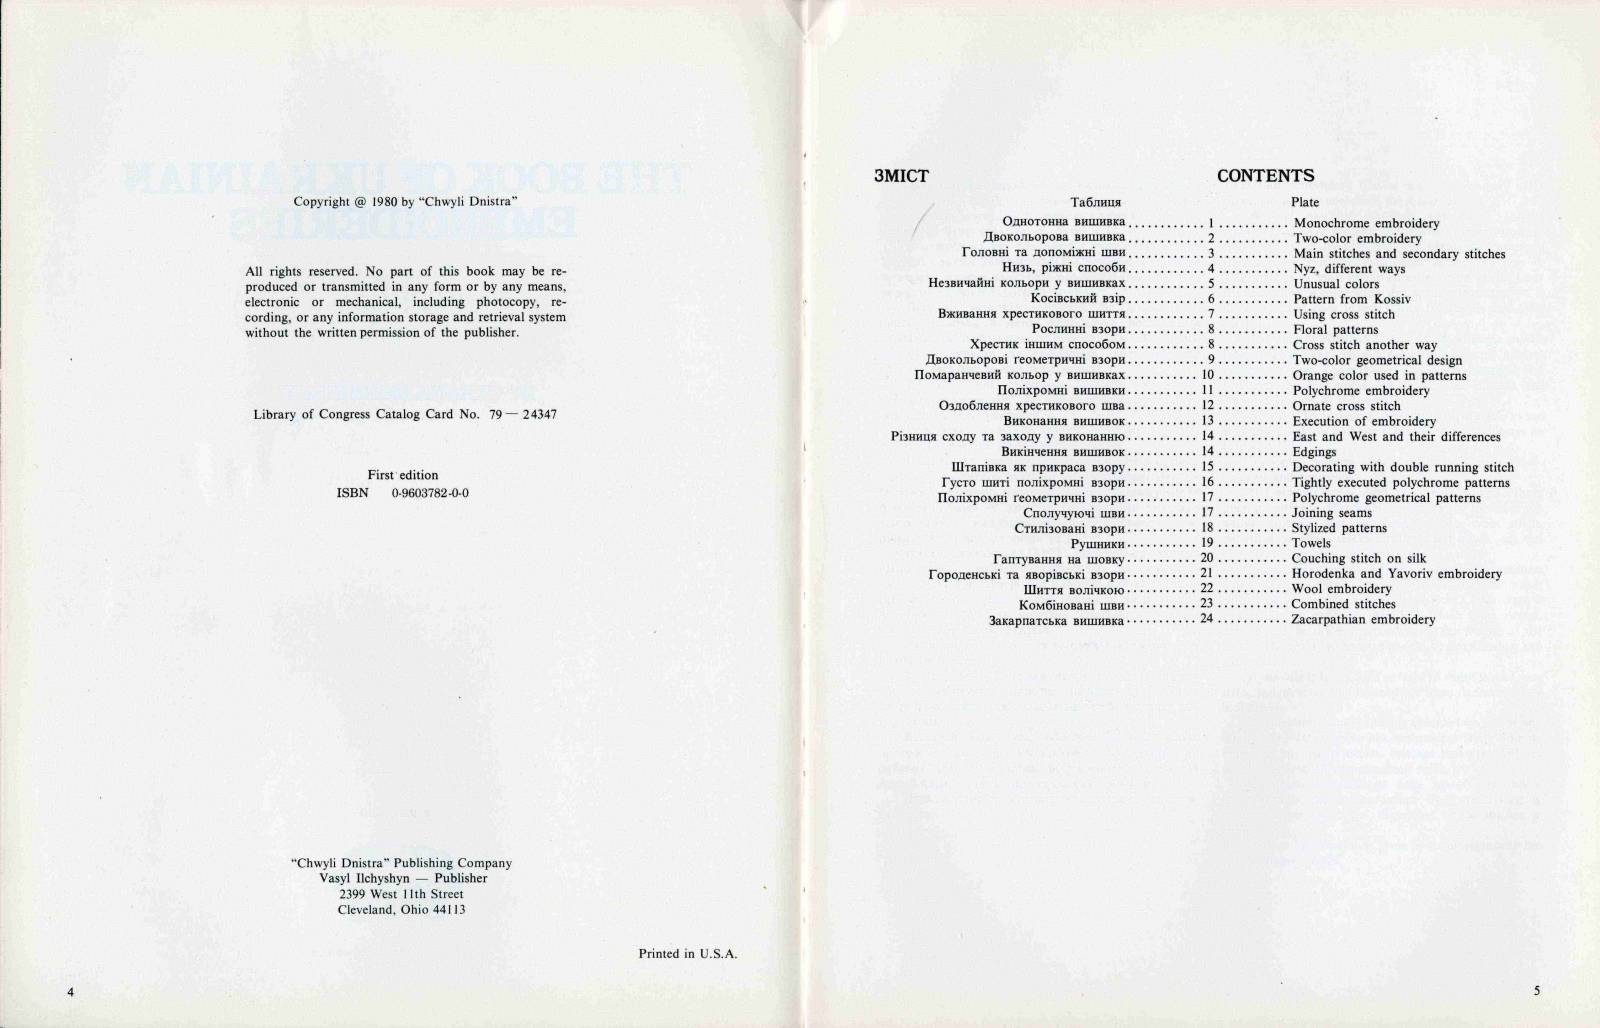 Copyright @ 1980 by “Chwyli Dnistra”
All rights reserved. No part of this book may be re-
produced or transmitted in any form or by any means,
electronic or mechanical, including photocopy, re-
cording, or any information storage and retrieval system
without the written permission of the publisher.
Library of Congress Catalog Card No. 79 — 24347
First edition
ISBN 0-9603782-0-0
“Chwyli Dnistra” Publishing Company
Vasyl Ilchyshyn — Publisher
2399 West 11th Street
Cleveland, Ohio 44113
Printed in U.S.A.
4
ЗМІСТ CONTENTS
Таблиця Plate
Однотонна вишивка ............ 1 ........... Monochrome embroidery
Двокольорова вишивка ............ 2 ........... Two-color embroidery
Головні та допоміжні шви ............ 3 ........... Main stitches and secondary stitches
Низь, ріжні способи ............ 4 ........... Nyz, different ways
Незвичайні кольори у вишивках ............ 5 ........... Unusual colors
Косівський взір ............ 6 ........... Pattern from Kossiv
Вживання хрестикового шиття ............ 7 ........... Using cross stitch
Рослинні взори ............ 8 ........... Floral patterns
Хрестик іншим способом ............ 8 ........... Cross stitch another way
Двокольорові ґеометричні взори ............ 9 ........... Two-color geometrical design
Помаранчевий кольор у вишивках ........... 10 ........... Orange color used in patterns
Поліхромні вишивки ........... 11 ........... Polychrome embroidery
Оздоблення хрестикового шва ........... 12 ........... Ornate cross stitch
Виконання вишивок ........... 13 ........... Execution of embroidery
Різниця сходу та заходу у виконанню ........... 14 ........... East and West and their differences
Викінчення вишивок ........... 14 ........... Edgings
Штапівка як прикраса взору ........... 15 ........... Decorating with double running stitch
Густо шиті поліхромні взори ........... 16 ........... Tightly executed polychrome patterns
Поліхромні ґеометричні взори ........... 17 ........... Polychrome geometrical patterns
Сполучуючі шви ........... 17 ........... Joining seams
Стилізовані взори ........... 18 ........... Stylized patterns
Рушники ........... 19 ........... Towels
Гаптування на шовку ........... 20 ........... Couching stitch on silk
Городенські та яворівські взори ........... 21 ........... Horodenka and Yavoriv embroidery
Шиття волічкою ........... 22 ........... Wool embroidery
Комбіновані шви ........... 23 ........... Combined stitches
Закарпатська вишивка ........... 24 ........... Zacarpathian embroidery
5